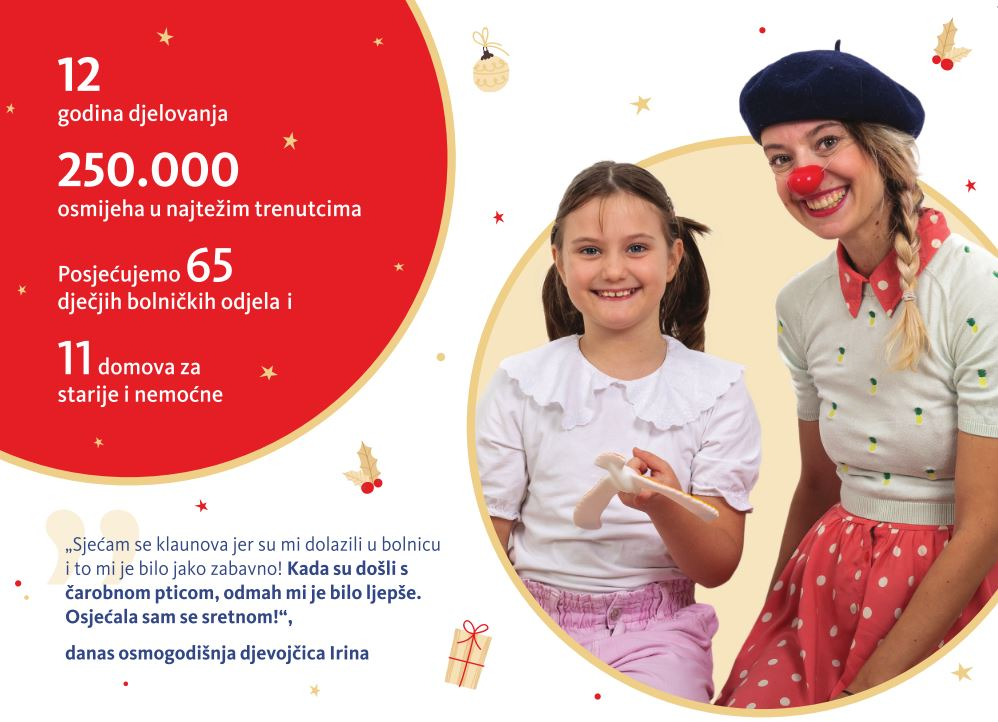 12
godina djelovanja
250.000
osmijeha u najtežim trenutcima
Posjećujemo 65
dječjih bolničkih odjela i
11 domova za
starije i nemoćne
„Sjećam se klaunova jer su mi dolazili u bolnicu
i to mi je bilo jako zabavno! Kada su došli s
čarobnom pticom, odmah mi je bilo ljepše.
Osjećala sam se sretnom!“,
danas osmogodišnja djevojčica Irina